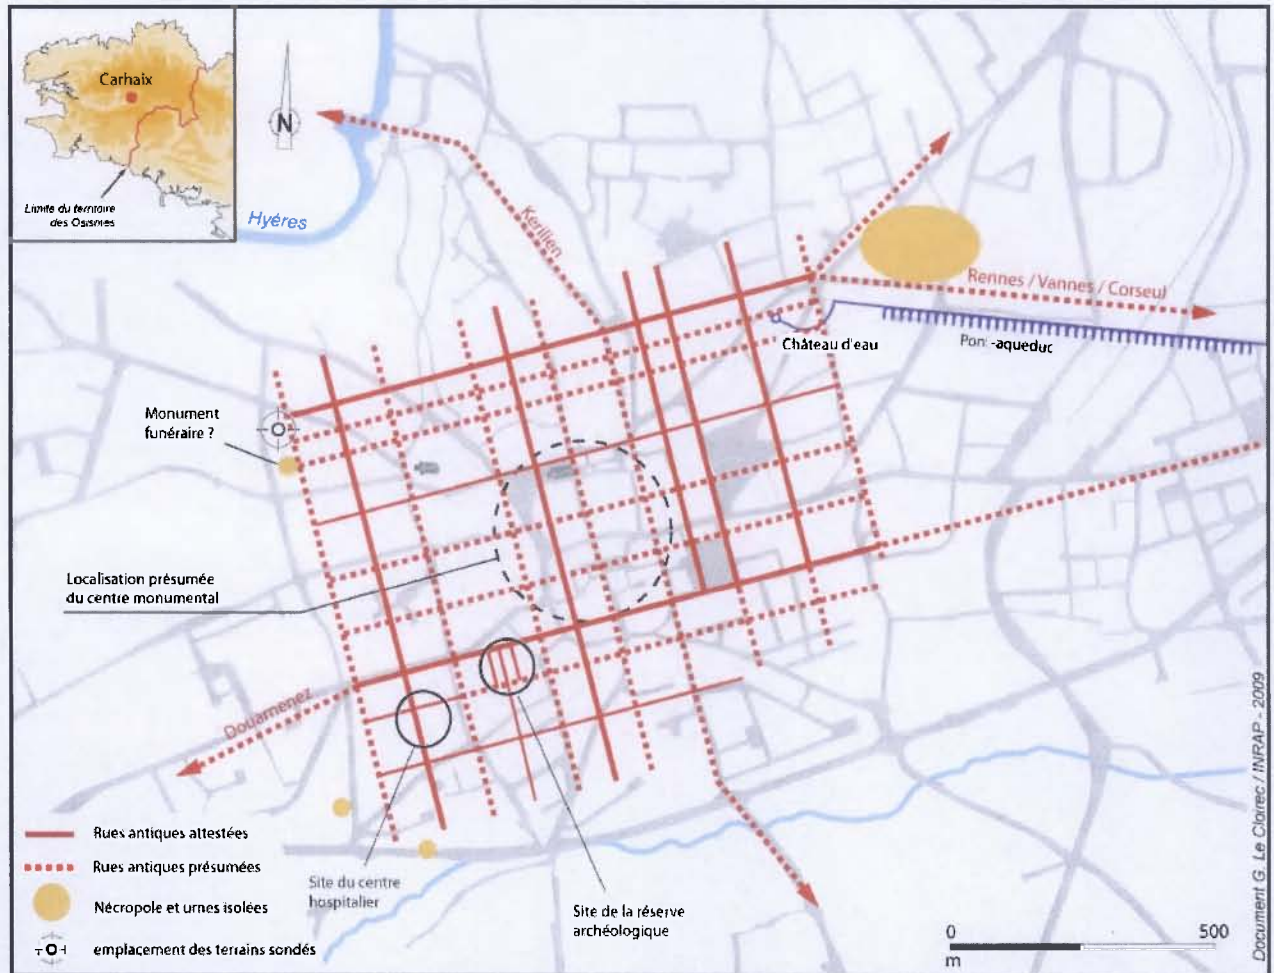 Carhaix
Limite du territoire
des Osismes
N
Hyères
Kerilien
Rennes / Vannes / Corseul
Château d'eau
Pont-aqueduc
Monument
funéraire ?
Localisation présumée
du centre monumental
Douarnenez
Rues antiques attestées
Rues antiques présumées
Nécropole et urnes isolées
emplacement des terrains sondés
Site du centre
hospitalier
Site de la réserve
archéologique
0 500
m
Document G. Le Cloirec / INRAP - 2009